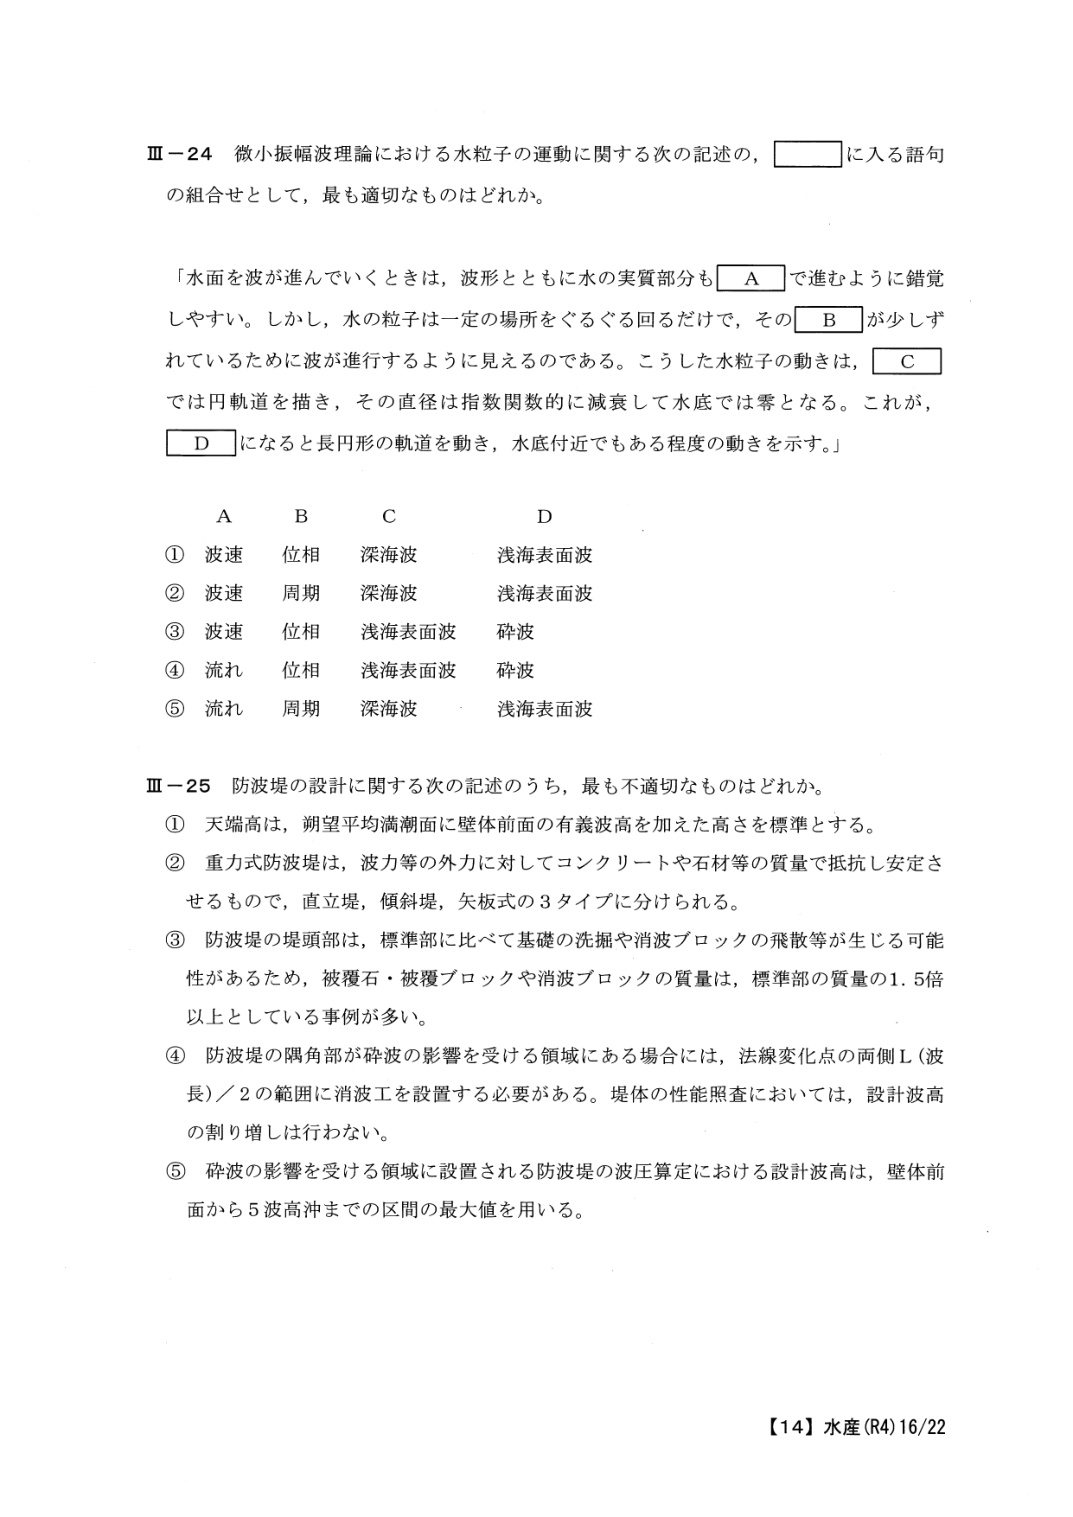 Ⅲ－24　微小振幅波理論における水粒子の運動に関する次の記述の，□に入る語句
の組合せとして，最も適切なものはどれか。
「水面を波が進んでいくときは，波形とともに水の実質部分も A で進むように錯覚
しやすい。しかし，水の粒子は一定の場所をぐるぐる回るだけで，その B が少しず
れているために波が進行するように見えるのである。こうした水粒子の動きは， C
では円軌道を描き，その直径は指数関数的に減衰して水底では零となる。これが，
D になると長円形の軌道を動き，水底付近でもある程度の動きを示す。」
A　B　C　D
①　波速　位相　深海波　浅海表面波
②　波速　周期　深海波　浅海表面波
③　波速　位相　浅海表面波　砕波
④　流れ　位相　浅海表面波　砕波
⑤　流れ　周期　深海波　浅海表面波
Ⅲ－25　防波堤の設計に関する次の記述のうち，最も不適切なものはどれか。
①　天端高は，朔望平均満潮面に壁体前面の有義波高を加えた高さを標準とする。
②　重力式防波堤は，波力等の外力に対してコンクリートや石材等の質量で抵抗し安定さ
せるもので，直立堤，傾斜堤，矢板式の３タイプに分けられる。
③　防波堤の堤頭部は，標準部に比べて基礎の洗掘や消波ブロックの飛散等が生じる可能
性があるため，被覆石・被覆ブロックや消波ブロックの質量は，標準部の質量の1．5倍
以上としている事例が多い。
④　防波堤の隅角部が砕波の影響を受ける領域にある場合には，法線変化点の両側Ｌ（波
長）／２の範囲に消波工を設置する必要がある。堤体の性能照査においては，設計波高
の割り増しは行わない。
⑤　砕波の影響を受ける領域に設置される防波堤の波圧算定における設計波高は，壁体前
面から５波高沖までの区間の最大値を用いる。
【14】水産(R4)16/22